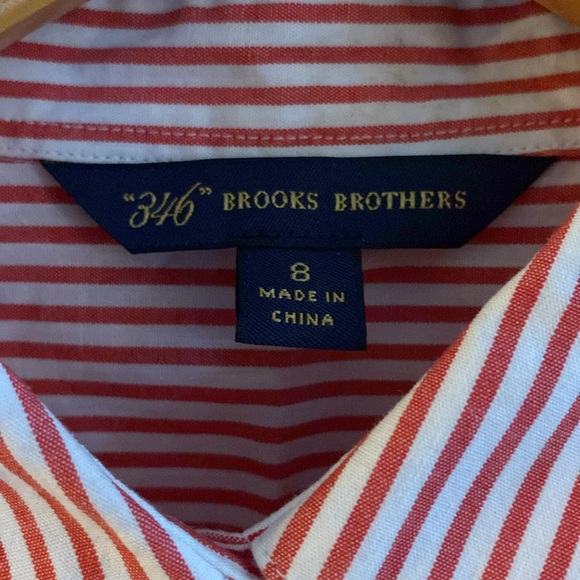 "346" BROOKS BROTHERS
8
MADE IN
CHINA